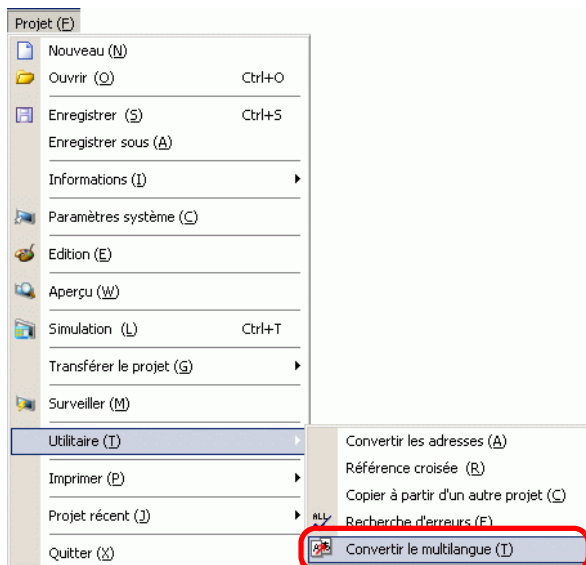 Projet (F)
Nouveau (N)
Ouvrir (O) Ctrl+O
Enregistrer (S) Ctrl+S
Enregistrer sous (A)
Informations (I)
Paramètres système (C)
Edition (E)
Aperçu (W)
Simulation (L) Ctrl+T
Transférer le projet (G)
Surveiller (M)
Utilitaire (T)
Convertir les adresses (A)
Référence croisée (R)
Imprimer (P)
Copier à partir d'un autre projet (C)
Projet récent (J)
ALL
Recherche d'erreurs (E)
Quitter (X)
Convertir le multilangue (T)